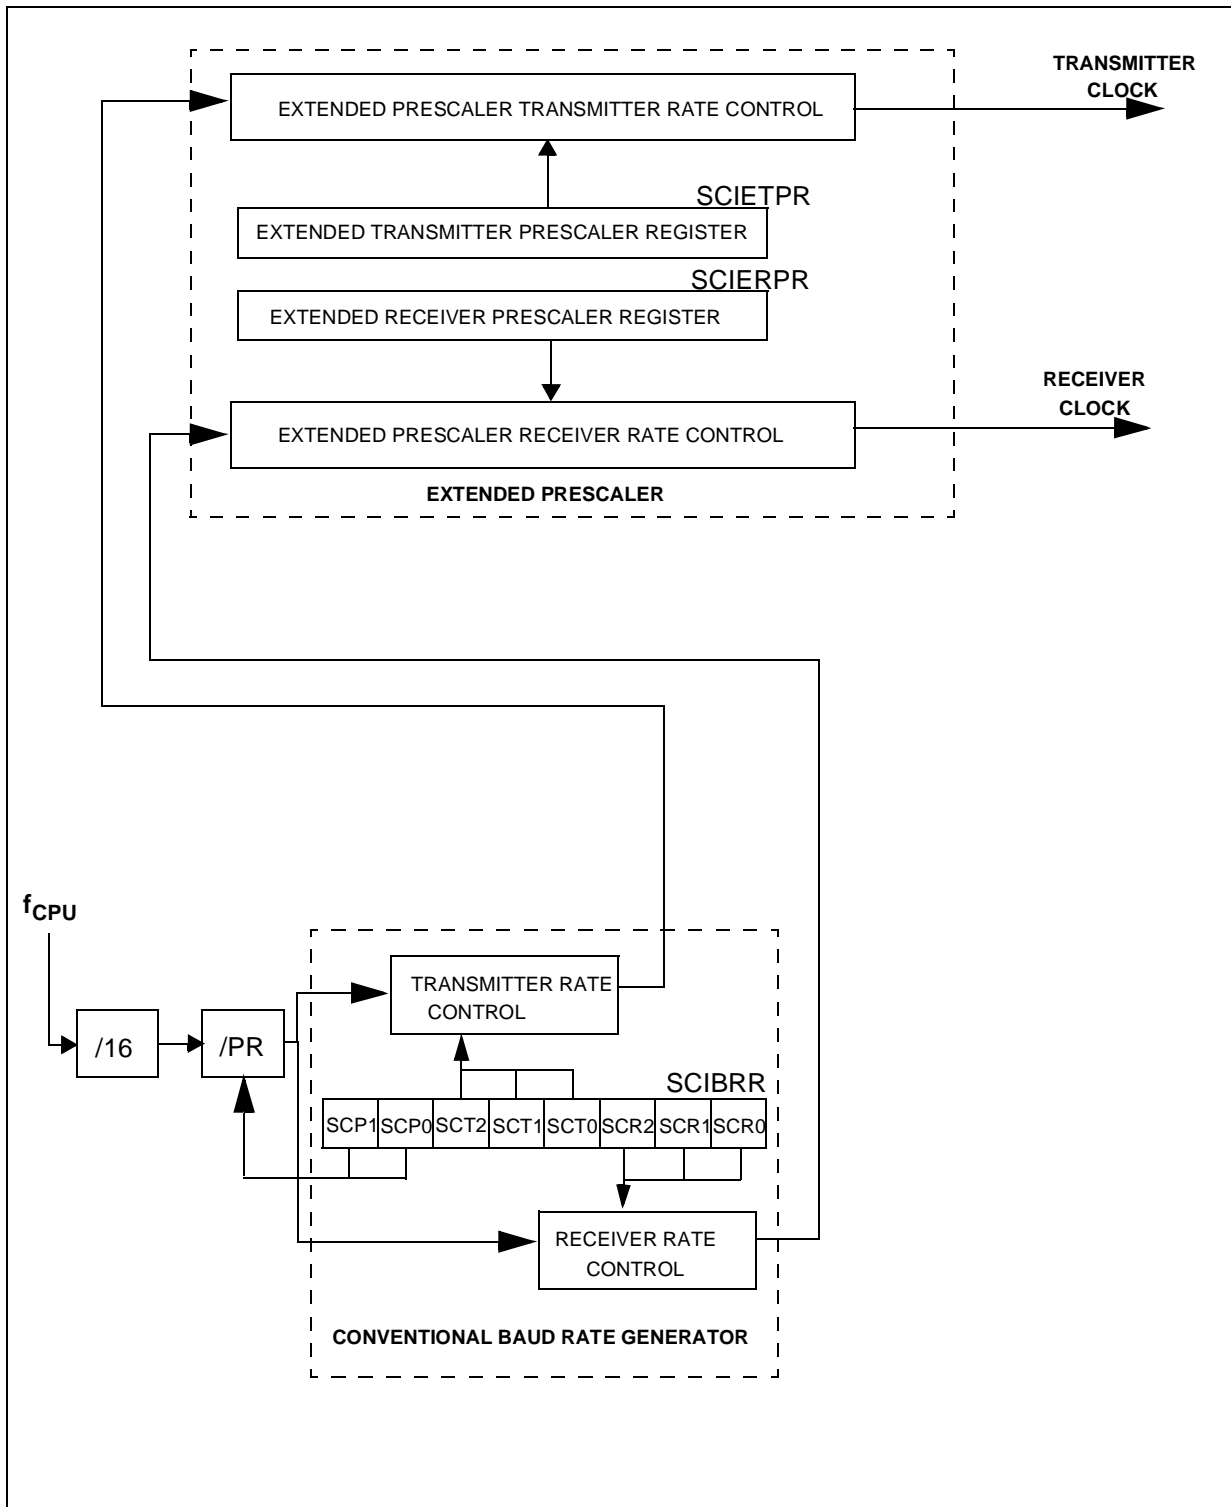 TRANSMITTER
CLOCK
EXTENDED PRESCALER TRANSMITTER RATE CONTROL
SCIETPR
EXTENDED TRANSMITTER PRESCALER REGISTER
SCIERPR
EXTENDED RECEIVER PRESCALER REGISTER
RECEIVER
CLOCK
EXTENDED PRESCALER RECEIVER RATE CONTROL
EXTENDED PRESCALER
fCPU
TRANSMITTER RATE
CONTROL
/16
/PR
SCIBRR
SCP1 SCP0 SCT2 SCT1 SCT0 SCR2 SCR1 SCR0
RECEIVER RATE
CONTROL
CONVENTIONAL BAUD RATE GENERATOR